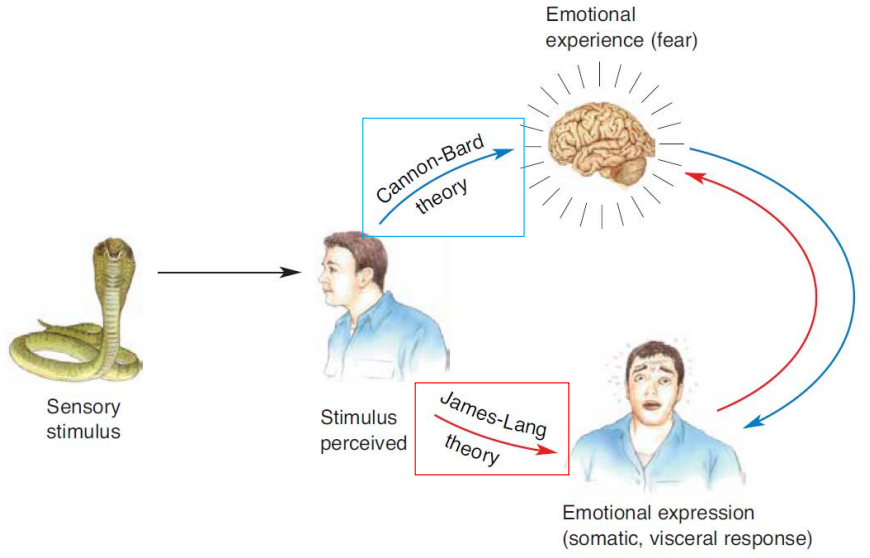 Emotional
experience (fear)
Cannon-Bard
theory
Sensory
stimulus
Stimulus
perceived
James-Lang
theory
Emotional expression
(somatic, visceral response)